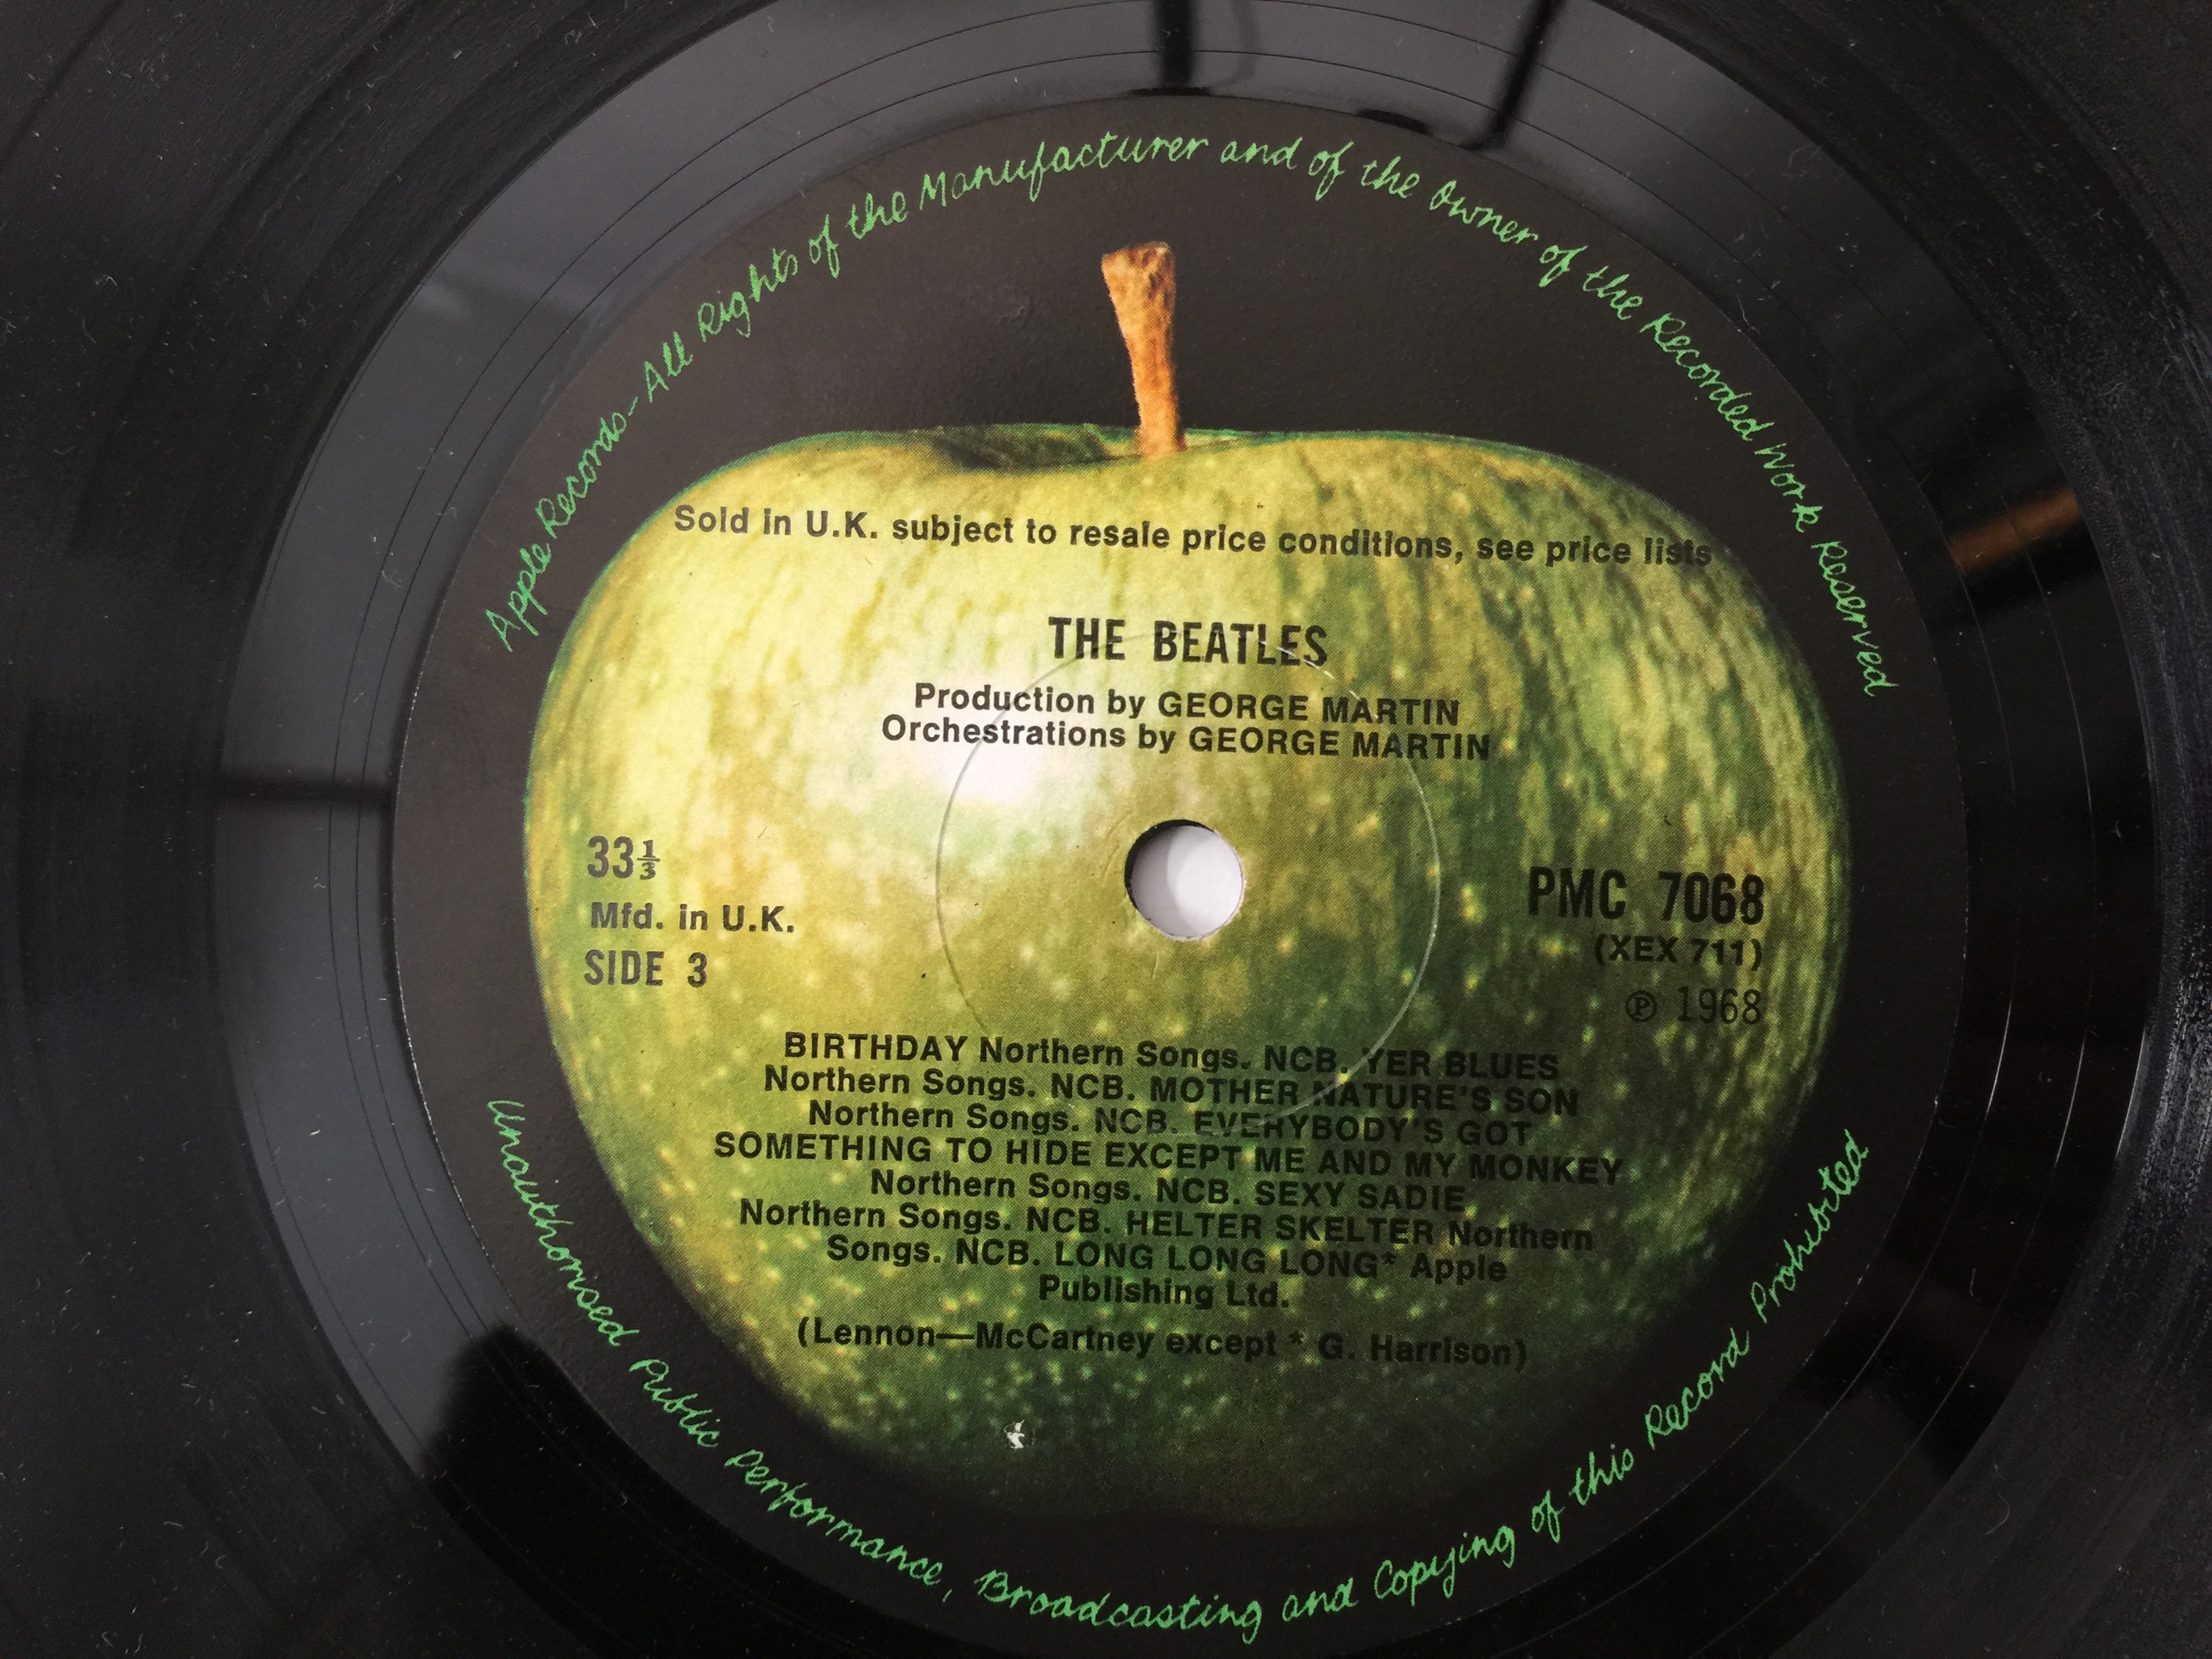 Apple Records - All Rights of the Manufacturer and of the Owner of the Recorded Work Reserved
Sold in U.K. subject to resale price conditions, see price lists
THE BEATLES
Production by GEORGE MARTIN
Orchestrations by GEORGE MARTIN
33⅓
Mfd. in U.K.
SIDE 3
PMC 7068
(XEX 711)
℗ 1968
BIRTHDAY Northern Songs. NCB. YER BLUES
Northern Songs. NCB. MOTHER NATURE'S SON
Northern Songs. NCB. EVERYBODY'S GOT
SOMETHING TO HIDE EXCEPT ME AND MY MONKEY
Northern Songs. NCB. SEXY SADIE
Northern Songs. NCB. HELTER SKELTER Northern
Songs. NCB. LONG LONG LONG* Apple
Publishing Ltd.
(Lennon—McCartney except * G. Harrison)
Unauthorised Public Performance, Broadcasting and Copying of this Record Prohibited